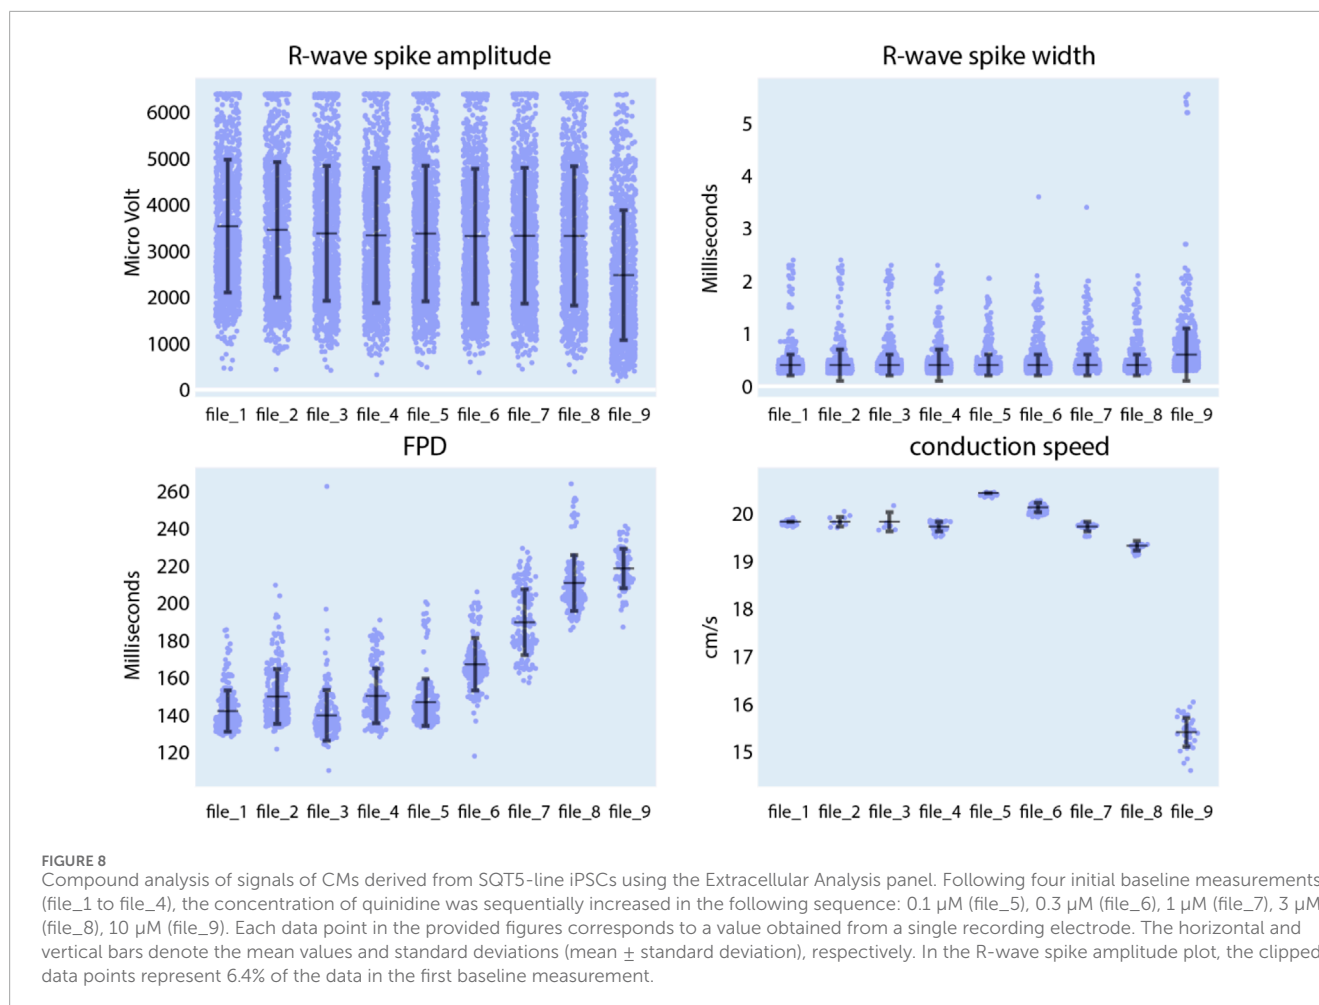 R-wave spike amplitude
Micro Volt
6000
5000
4000
3000
2000
1000
0
file_1 file_2 file_3 file_4 file_5 file_6 file_7 file_8 file_9
R-wave spike width
Milliseconds
5
4
3
2
1
0
file_1 file_2 file_3 file_4 file_5 file_6 file_7 file_8 file_9
FPD
Milliseconds
260
240
220
200
180
160
140
120
file_1 file_2 file_3 file_4 file_5 file_6 file_7 file_8 file_9
conduction speed
cm/s
20
19
18
17
16
15
file_1 file_2 file_3 file_4 file_5 file_6 file_7 file_8 file_9
FIGURE 8
Compound analysis of signals of CMs derived from SQT5-line iPSCs using the Extracellular Analysis panel. Following four initial baseline measurements
(file_1 to file_4), the concentration of quinidine was sequentially increased in the following sequence: 0.1 µM (file_5), 0.3 µM (file_6), 1 µM (file_7), 3 µM
(file_8), 10 µM (file_9). Each data point in the provided figures corresponds to a value obtained from a single recording electrode. The horizontal and
vertical bars denote the mean values and standard deviations (mean ± standard deviation), respectively. In the R-wave spike amplitude plot, the clipped
data points represent 6.4% of the data in the first baseline measurement.